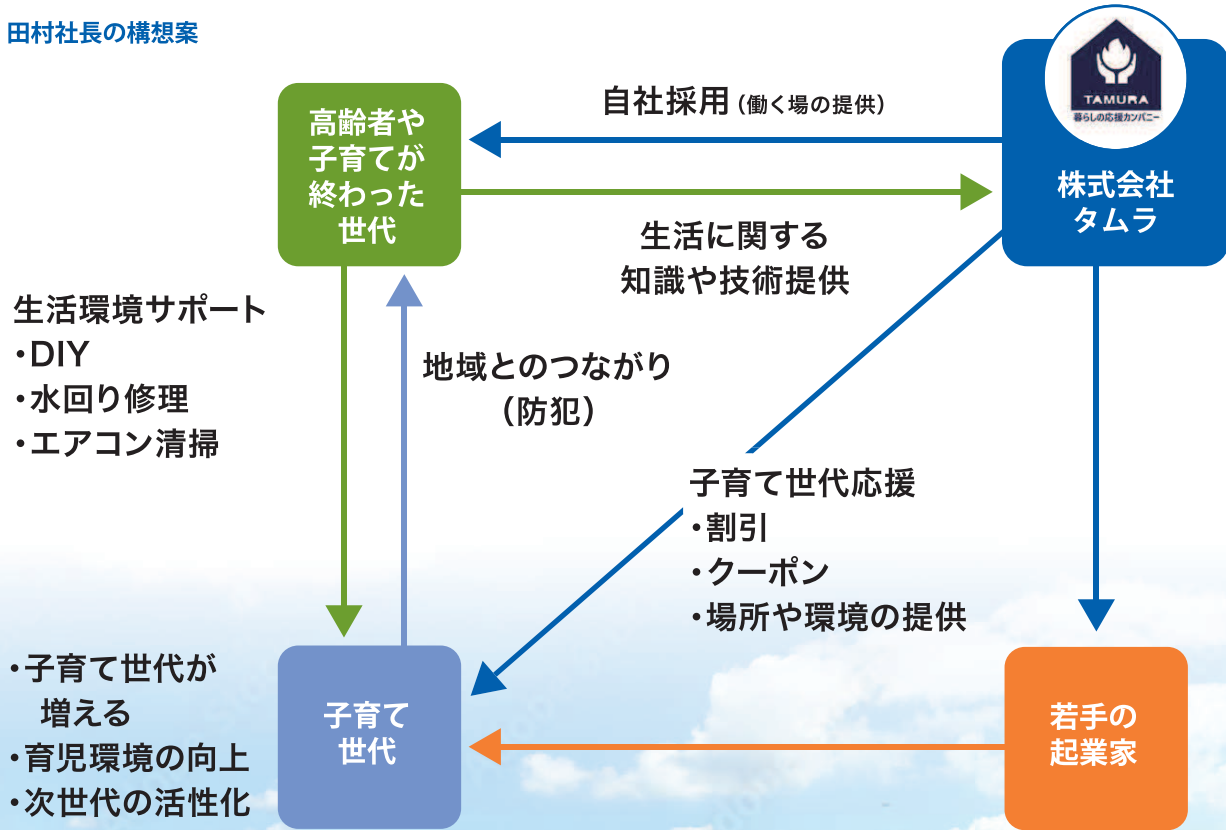 田村社長の構想案
TAMURA
暮らしの応援カンパニー
株式会社
タムラ
高齢者や
子育てが
終わった
世代
自社採用(働く場の提供)
生活に関する
知識や技術提供
生活環境サポート
・DIY
・水回り修理
・エアコン清掃
地域とのつながり
(防犯)
子育て世代応援
・割引
・クーポン
・場所や環境の提供
・子育て世代が
増える
・育児環境の向上
・次世代の活性化
子育て
世代
若手の
起業家